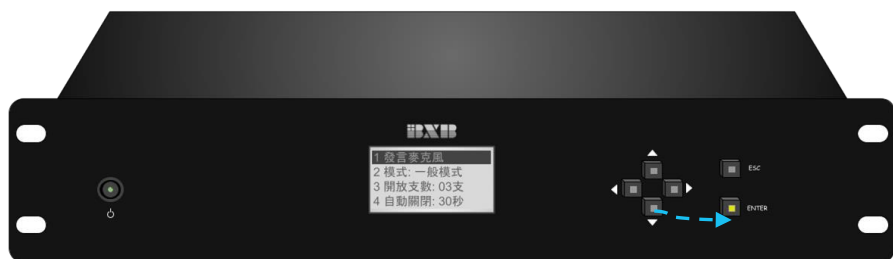 BXB
1 發言麥克風
2 模式: 一般模式
3 開放支數: 03支
4 自動關閉: 30秒
ESC
ENTER